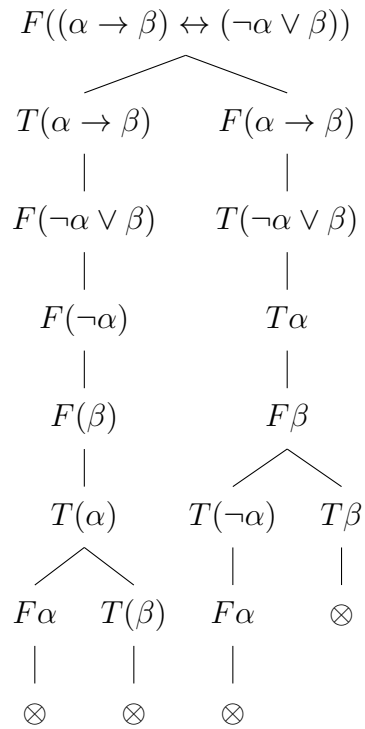 F((α → β) ↔ (¬α ∨ β))
T(α → β) F(α → β)
F(¬α ∨ β) T(¬α ∨ β)
F(¬α) Tα
F(β) Fβ
T(α) T(¬α) Tβ
Fα T(β) Fα ⊗
⊗ ⊗ ⊗